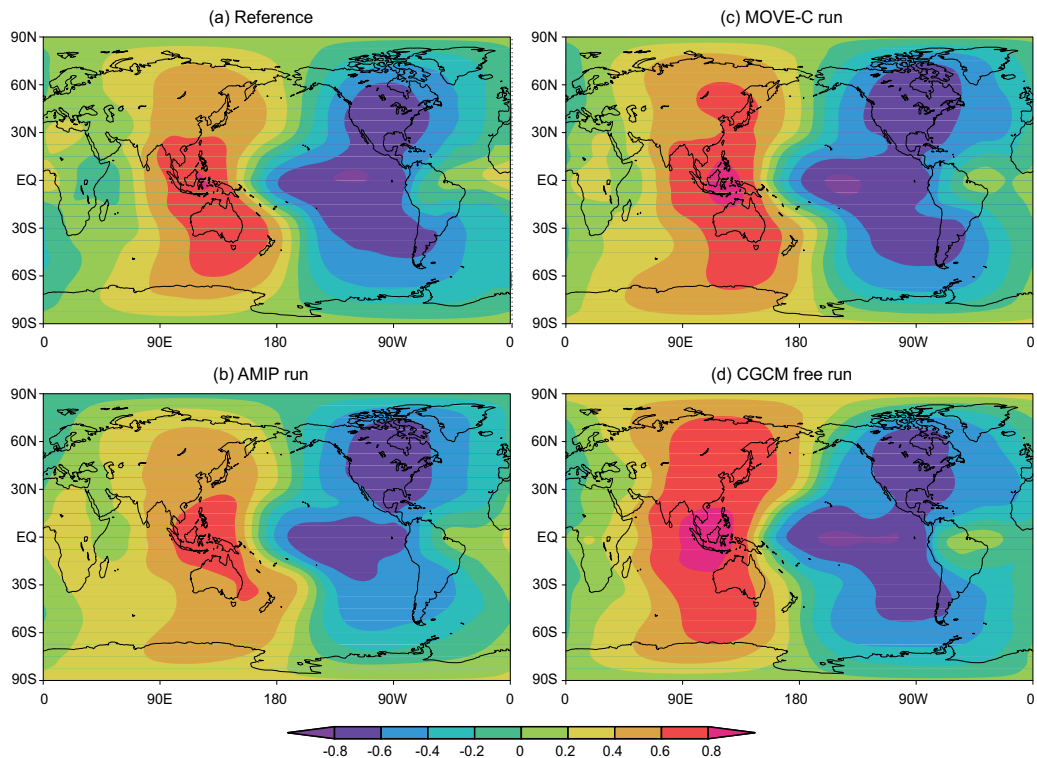 (a) Reference
90N
60N
30N
EQ
30S
60S
90S
90E 180 90W 0
(c) MOVE-C run
90N
60N
30N
EQ
30S
60S
90S
0 90E 180 90W 0
(b) AMIP run
90N
60N
30N
EQ
30S
60S
90S
0 90E 180 90W 0
(d) CGCM free run
90N
60N
30N
EQ
30S
60S
90S
0 90E 180 90W 0
-0.8 -0.6 -0.4 -0.2 0 0.2 0.4 0.6 0.8